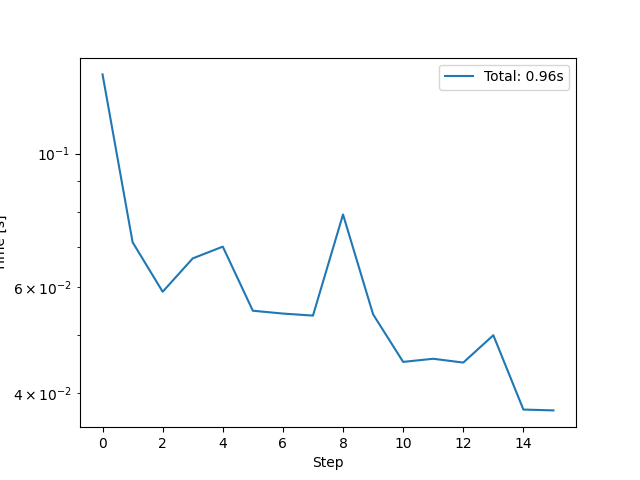 Total: 0.96s
10⁻¹
6 × 10⁻²
4 × 10⁻²
Time [s]
0 2 4 6 8 10 12 14
Step